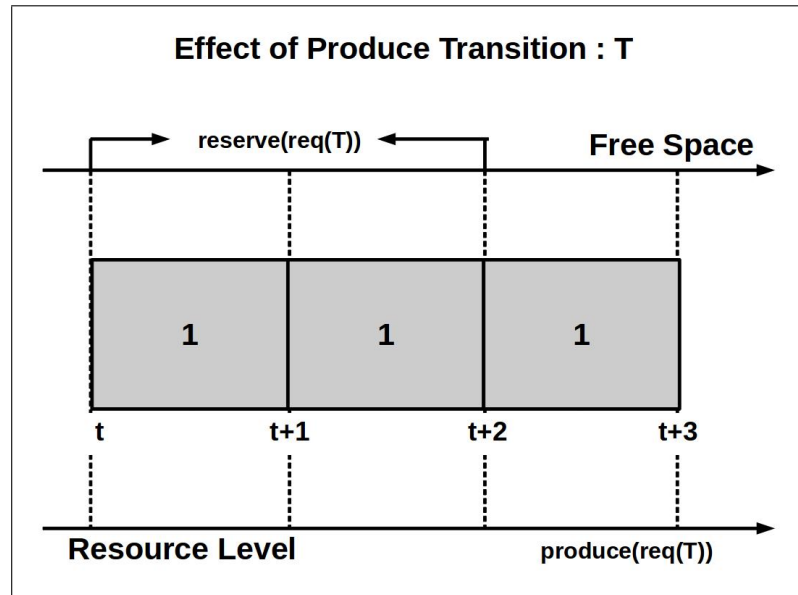 Effect of Produce Transition : T
reserve(req(T))
Free Space
1 1 1
t t+1 t+2 t+3
Resource Level
produce(req(T))